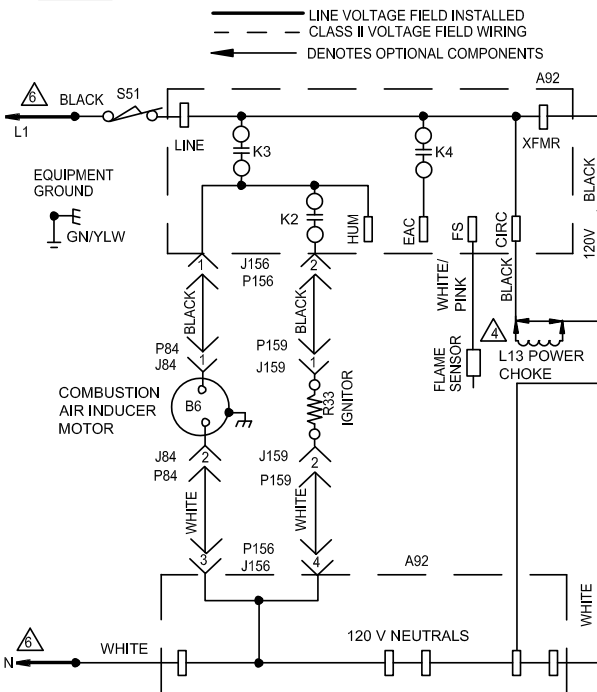 LINE VOLTAGE FIELD INSTALLED
CLASS II VOLTAGE FIELD WIRING
DENOTES OPTIONAL COMPONENTS
A92
6
BLACK
S51
L1
LINE
K3
K4
XFMR
EQUIPMENT
GROUND
GN/YLW
K2
HUM
EAC
FS
CIRC
BLACK
120V
1
J156
P156
2
BLACK
BLACK
WHITE/
PINK
BLACK
4
L13 POWER
CHOKE
P84
J84
1
P159
J159
1
FLAME
SENSOR
COMBUSTION
AIR INDUCER
MOTOR
B6
R33
IGNITOR
J84
P84
2
J159
P159
2
WHITE
WHITE
3
P156
J156
4
A92
WHITE
6
N
WHITE
120 V NEUTRALS